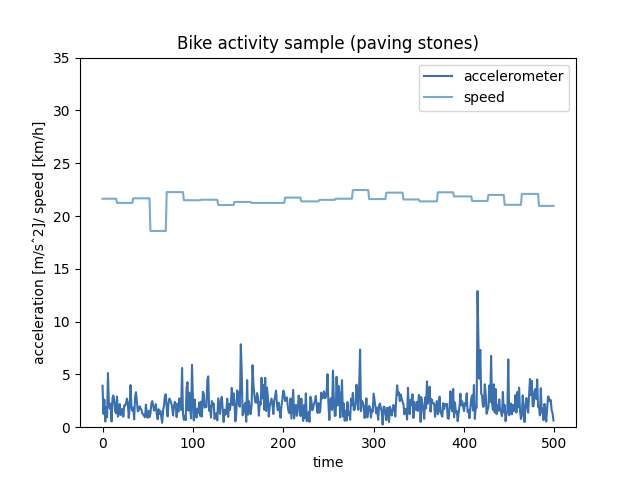 Bike activity sample (paving stones)
accelerometer
speed
35
30
25
20
15
10
5
0
acceleration [m/s^2]/ speed [km/h]
0 100 200 300 400 500
time